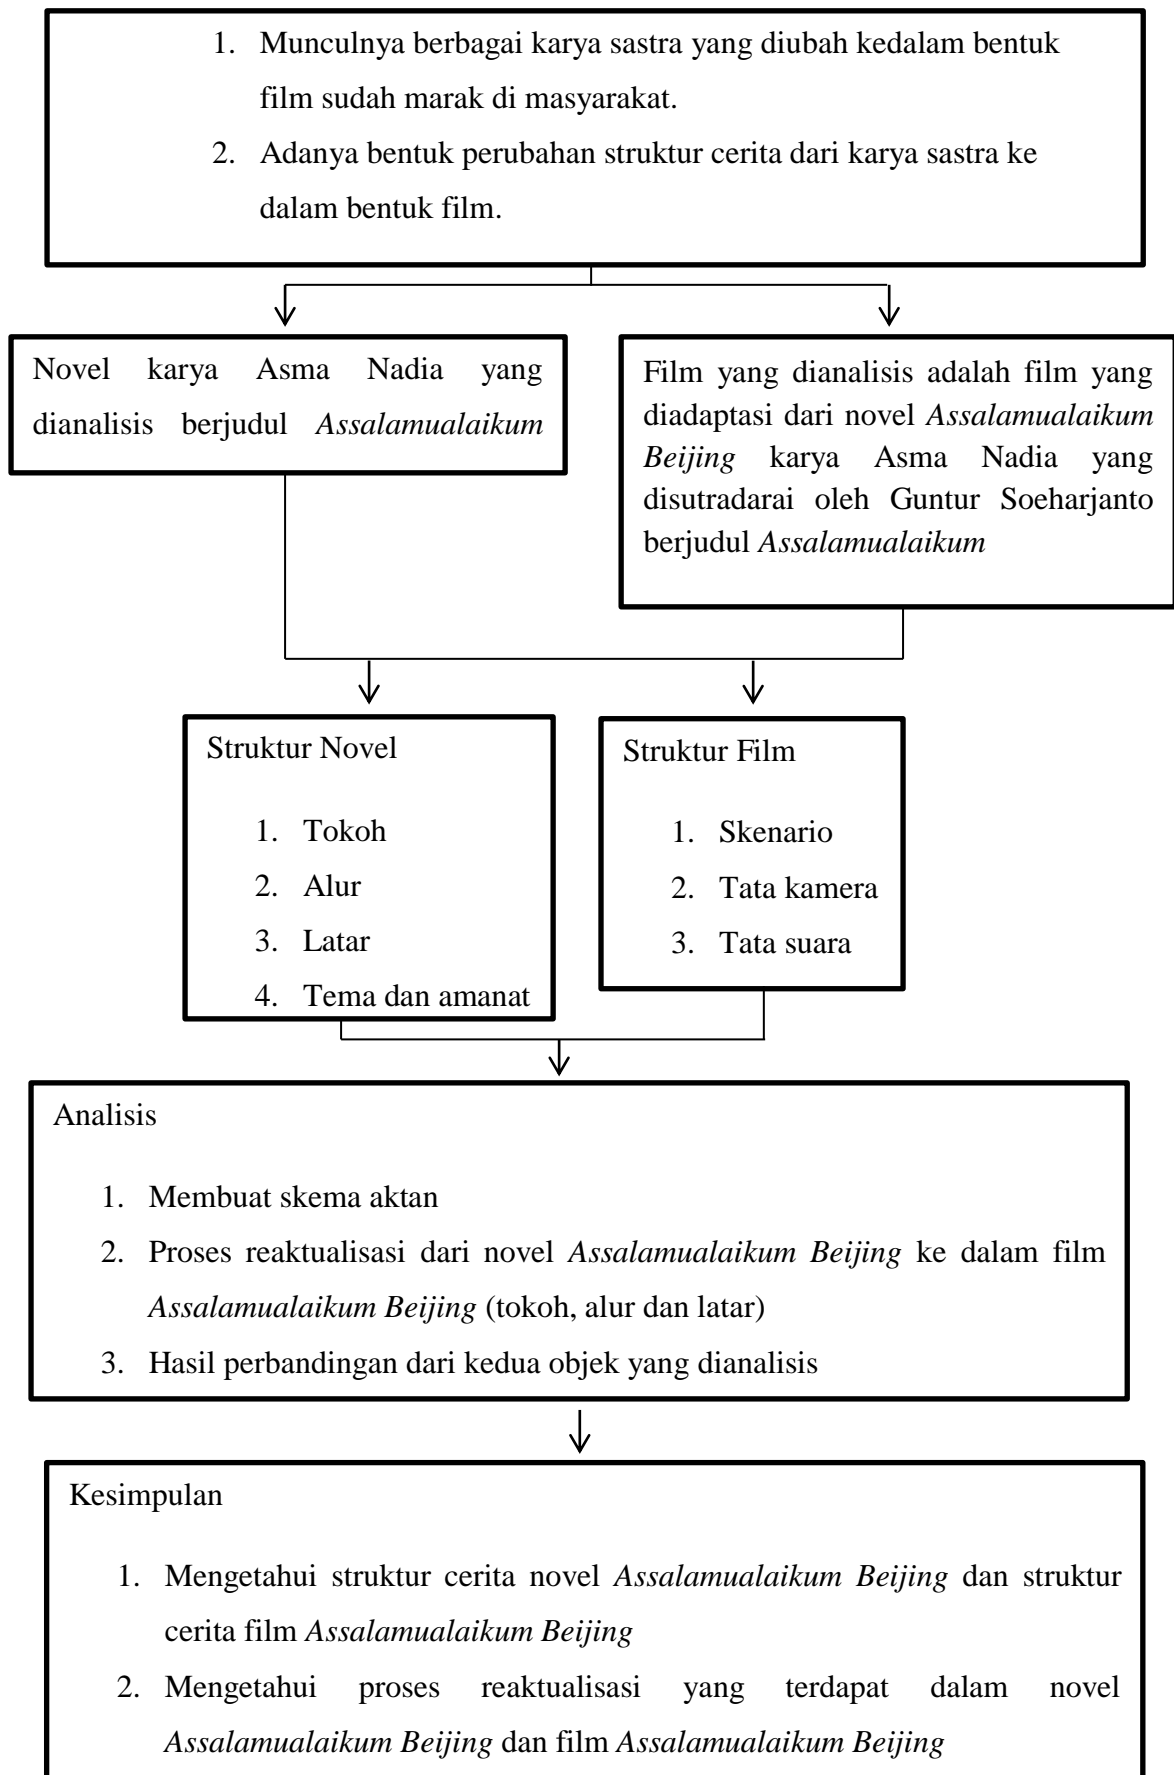 1. Munculnya berbagai karya sastra yang diubah kedalam bentuk
film sudah marak di masyarakat.
2. Adanya bentuk perubahan struktur cerita dari karya sastra ke
dalam bentuk film.
Novel karya Asma Nadia yang
dianalisis berjudul Assalamualaikum
Film yang dianalisis adalah film yang
diadaptasi dari novel Assalamualaikum
Beijing karya Asma Nadia yang
disutradarai oleh Guntur Soeharjanto
berjudul Assalamualaikum
Struktur Novel
1. Tokoh
2. Alur
3. Latar
4. Tema dan amanat
Struktur Film
1. Skenario
2. Tata kamera
3. Tata suara
Analisis
1. Membuat skema aktan
2. Proses reaktualisasi dari novel Assalamualaikum Beijing ke dalam film
Assalamualaikum Beijing (tokoh, alur dan latar)
3. Hasil perbandingan dari kedua objek yang dianalisis
Kesimpulan
1. Mengetahui struktur cerita novel Assalamualaikum Beijing dan struktur
cerita film Assalamualaikum Beijing
2. Mengetahui proses reaktualisasi yang terdapat dalam novel
Assalamualaikum Beijing dan film Assalamualaikum Beijing